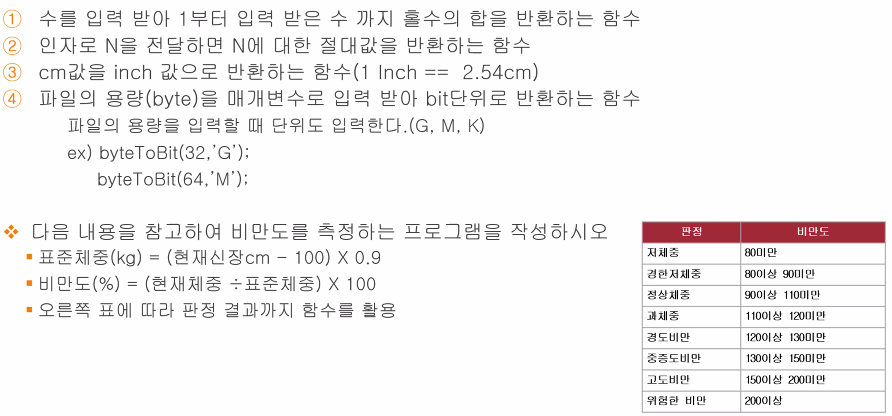 ① 수를 입력 받아 1부터 입력 받은 수 까지 홀수의 합을 반환하는 함수
② 인자로 N을 전달하면 N에 대한 절대값을 반환하는 함수
③ cm값을 inch 값으로 반환하는 함수(1 Inch == 2.54cm)
④ 파일의 용량(byte)을 매개변수로 입력 받아 bit단위로 반환하는 함수
파일의 용량을 입력할 때 단위도 입력한다.(G, M, K)
ex) byteToBit(32,’G’);
byteToBit(64,’M’);
❖ 다음 내용을 참고하여 비만도를 측정하는 프로그램을 작성하시오
▪ 표준체중(kg) = (현재신장cm - 100) X 0.9
▪ 비만도(%) = (현재체중 ÷표준체중) X 100
▪ 오른쪽 표에 따라 판정 결과까지 함수를 활용
판정 비만도
저체중 80미만
경한저체중 80이상 90미만
정상체중 90이상 110미만
과체중 110이상 120미만
경도비만 120이상 130미만
중증도비만 130이상 150미만
고도비만 150이상 200미만
위험한 비만 200이상